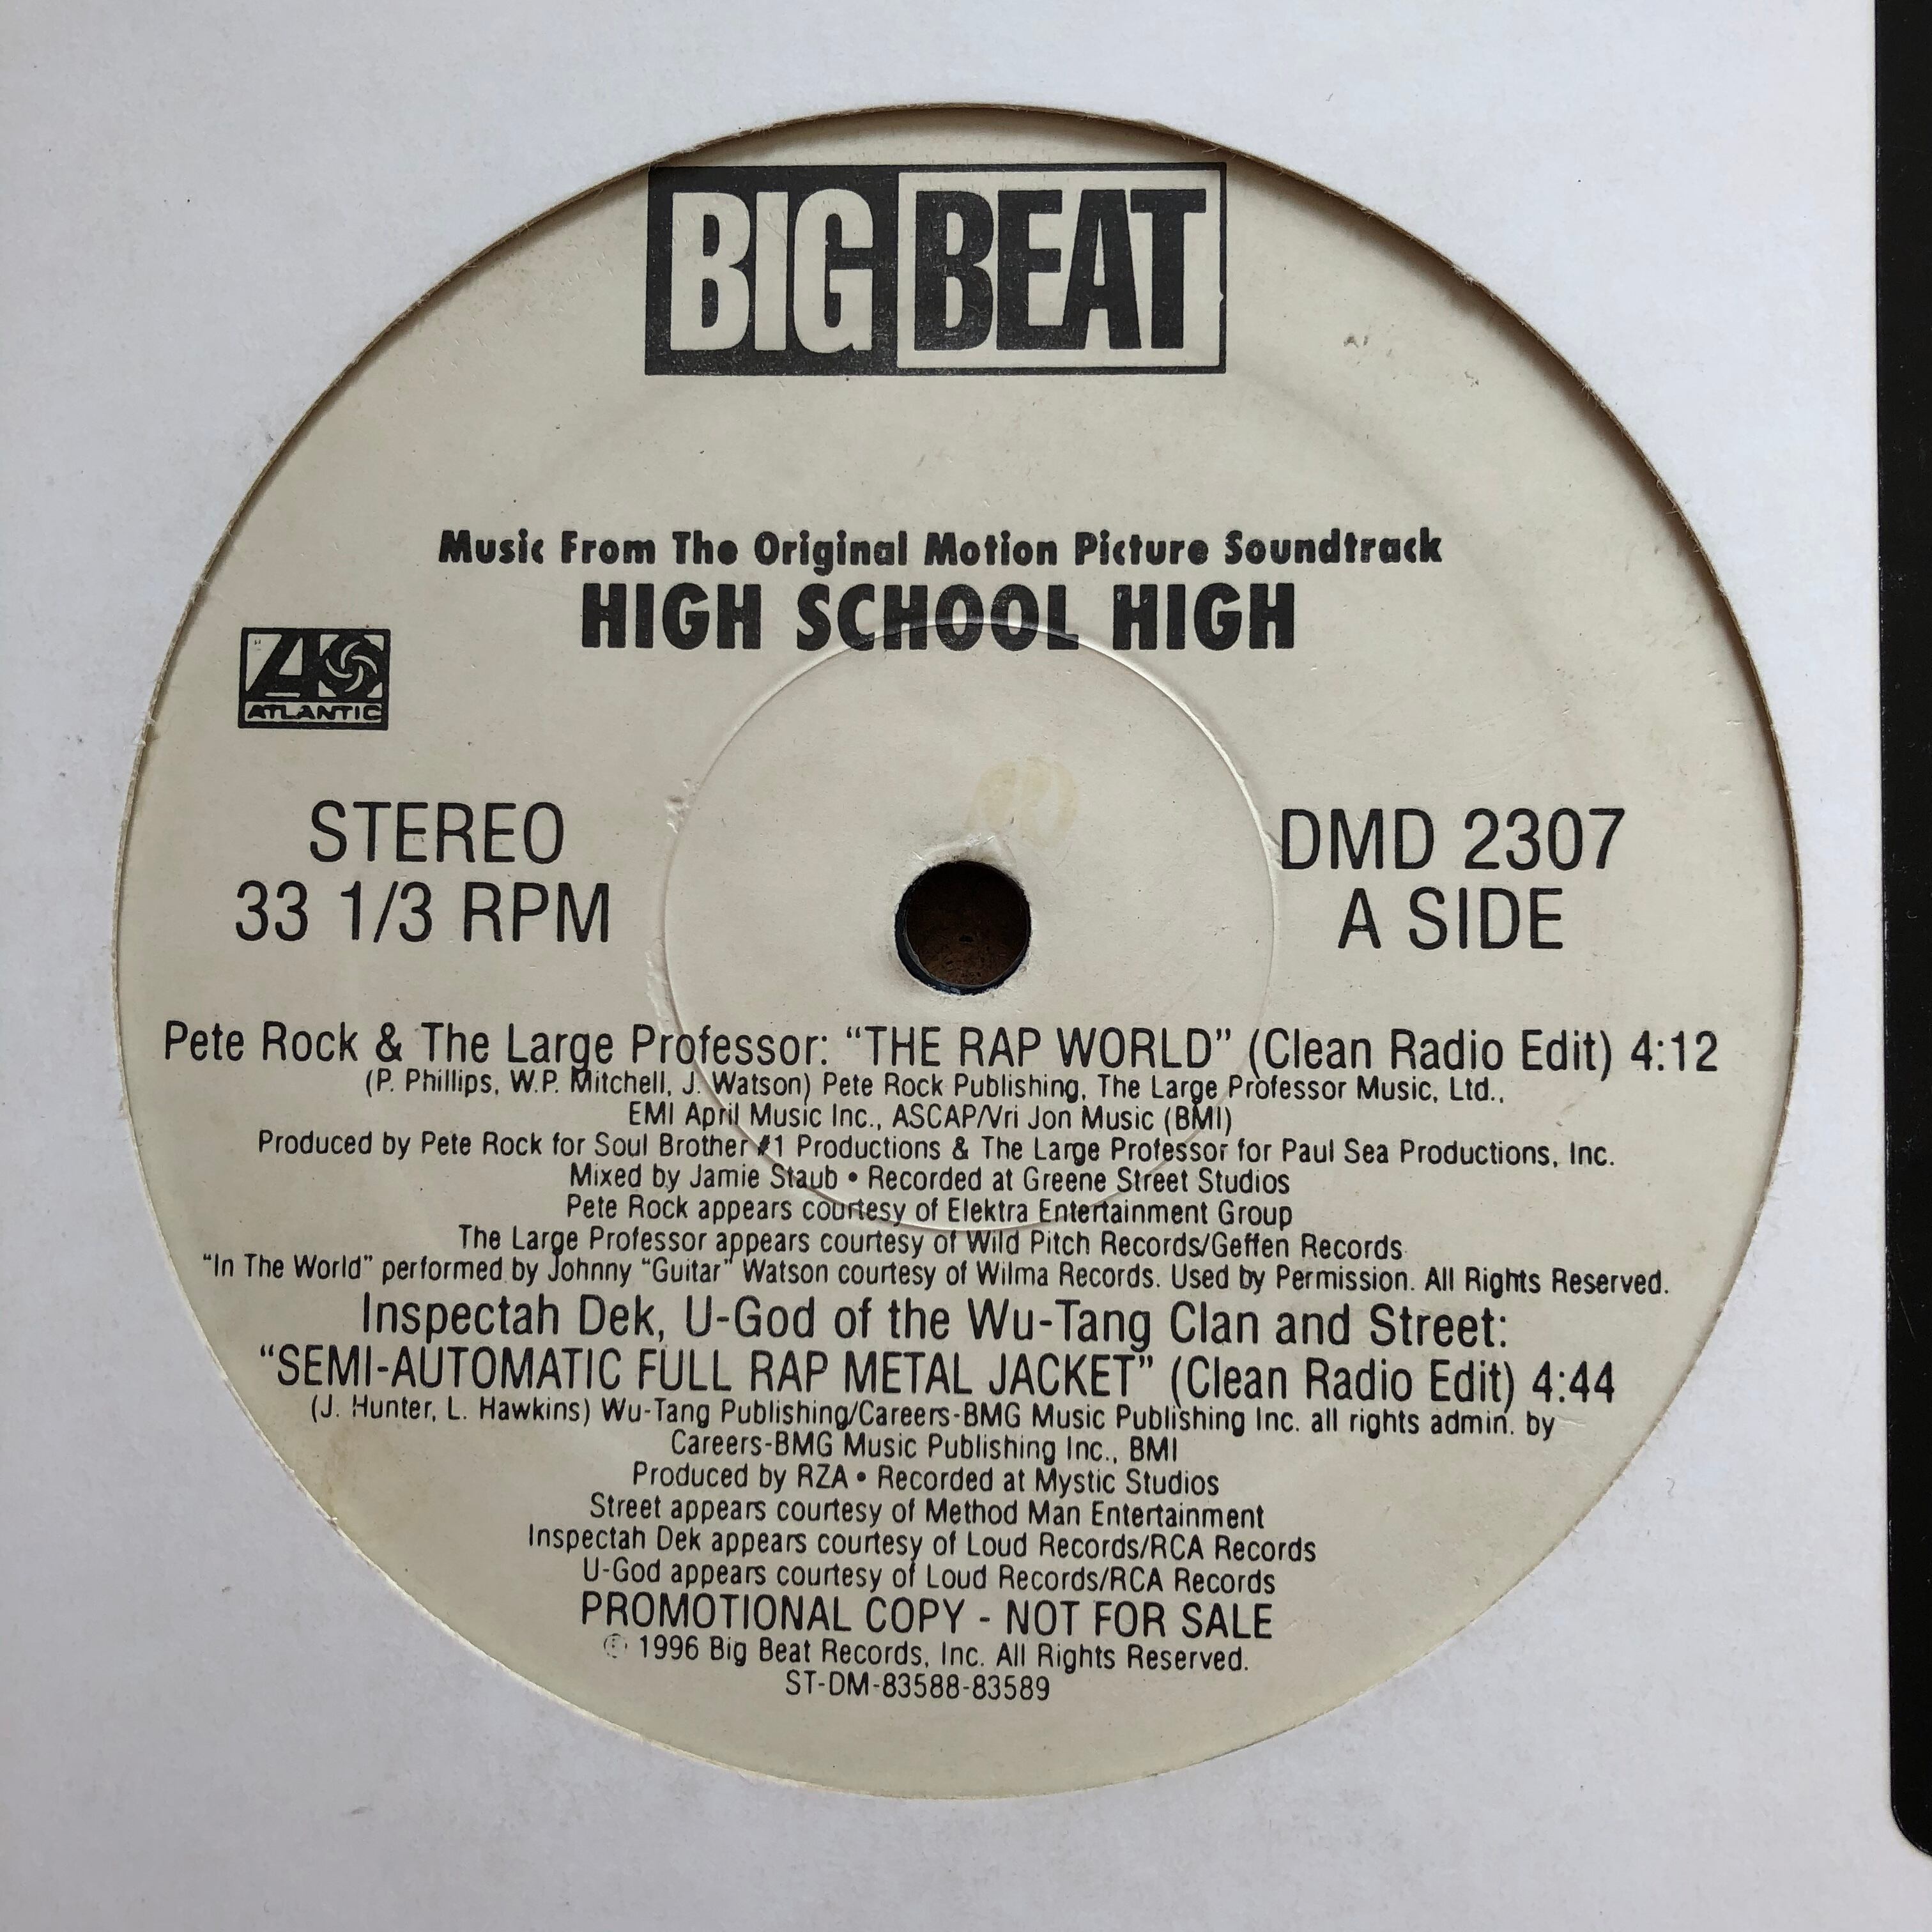 BIG BEAT
Music From The Original Motion Picture Soundtrack
HIGH SCHOOL HIGH
ATLANTIC
STEREO
33 1/3 RPM
DMD 2307
A SIDE
Pete Rock & The Large Professor: “THE RAP WORLD” (Clean Radio Edit) 4:12
(P. Phillips, W.P. Mitchell, J. Watson) Pete Rock Publishing, The Large Professor Music, Ltd.,
EMI April Music Inc., ASCAP/Vri Jon Music (BMI)
Produced by Pete Rock for Soul Brother #1 Productions & The Large Professor for Paul Sea Productions, Inc.
Mixed by Jamie Staub • Recorded at Greene Street Studios
Pete Rock appears courtesy of Elektra Entertainment Group
The Large Professor appears courtesy of Wild Pitch Records/Geffen Records
“In The World” performed by Johnny “Guitar” Watson courtesy of Wilma Records. Used by Permission. All Rights Reserved.
Inspectah Dek, U-God of the Wu-Tang Clan and Street:
“SEMI-AUTOMATIC FULL RAP METAL JACKET” (Clean Radio Edit) 4:44
(J. Hunter, L. Hawkins) Wu-Tang Publishing/Careers-BMG Music Publishing Inc. all rights admin. by
Careers-BMG Music Publishing Inc., BMI
Produced by RZA • Recorded at Mystic Studios
Street appears courtesy of Method Man Entertainment
Inspectah Dek appears courtesy of Loud Records/RCA Records
U-God appears courtesy of Loud Records/RCA Records
PROMOTIONAL COPY - NOT FOR SALE
℗ 1996 Big Beat Records, Inc. All Rights Reserved.
ST-DM-83588-83589